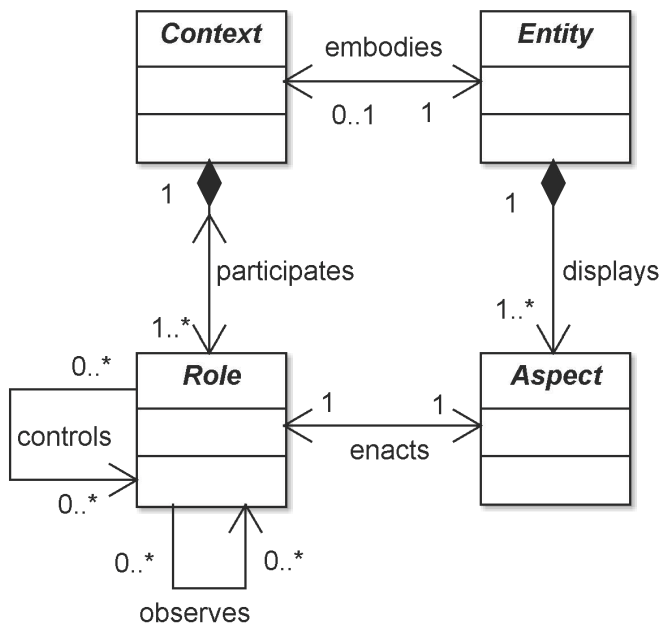 Context
embodies
Entity
0..1
1
1
1
participates
displays
1..*
1..*
0..*
Role
Aspect
1
1
controls
enacts
0..*
0..*
0..*
observes